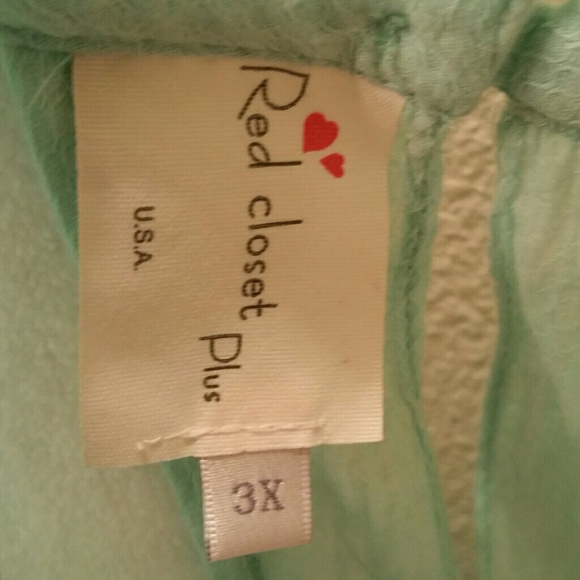 Red closet
Plus
U.S.A.
3X